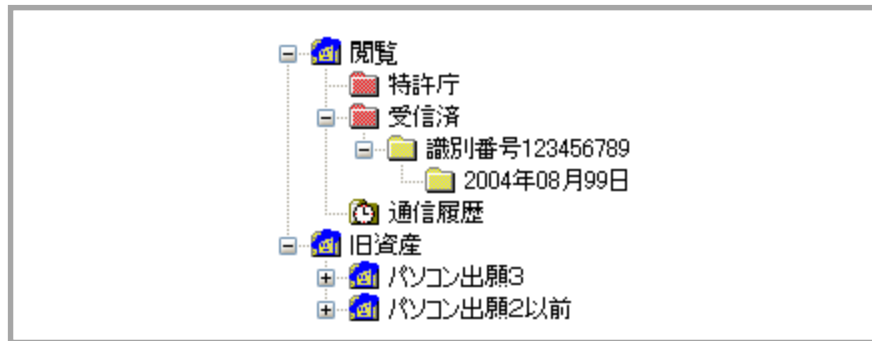 閲覧
特許庁
受信済
識別番号123456789
2004年08月99日
通信履歴
旧資産
パソコン出願3
パソコン出願2以前